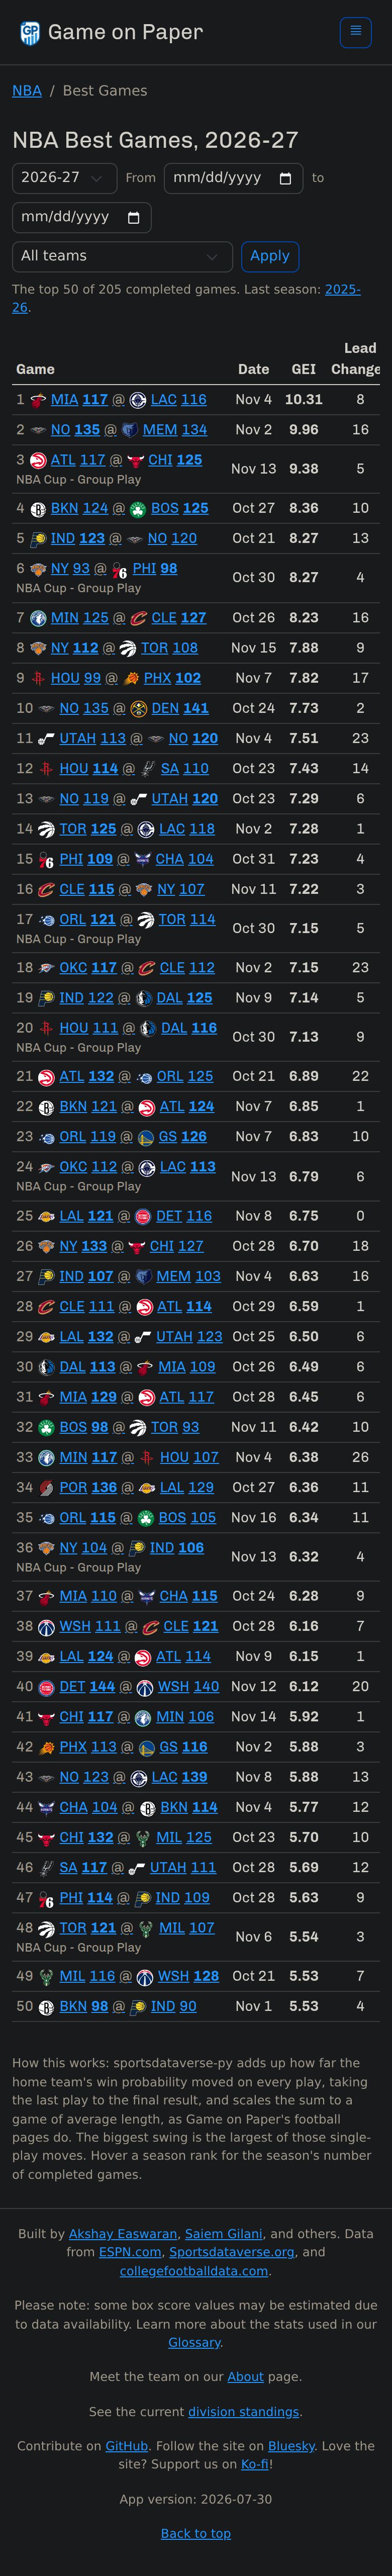 Game on Paper
NBA / Best Games
NBA Best Games, 2026-27
2026-27 From mm/dd/yyyy to
mm/dd/yyyy
All teams Apply
The top 50 of 205 completed games. Last season: 2025-
26.
Lead
Game Date GEI Change
1 MIA 117 @ LAC 116 Nov 4 10.31 8
2 NO 135 @ MEM 134 Nov 2 9.96 16
3 ATL 117 @ CHI 125 Nov 13 9.38 5
NBA Cup - Group Play
4 BKN 124 @ BOS 125 Oct 27 8.36 10
5 IND 123 @ NO 120 Oct 21 8.27 13
6 NY 93 @ PHI 98 Oct 30 8.27 4
NBA Cup - Group Play
7 MIN 125 @ CLE 127 Oct 26 8.23 16
8 NY 112 @ TOR 108 Nov 15 7.88 9
9 HOU 99 @ PHX 102 Nov 7 7.82 17
10 NO 135 @ DEN 141 Oct 24 7.73 2
11 UTAH 113 @ NO 120 Nov 4 7.51 23
12 HOU 114 @ SA 110 Oct 23 7.43 14
13 NO 119 @ UTAH 120 Oct 23 7.29 6
14 TOR 125 @ LAC 118 Nov 2 7.28 1
15 PHI 109 @ CHA 104 Oct 31 7.23 4
16 CLE 115 @ NY 107 Nov 11 7.22 3
17 ORL 121 @ TOR 114 Oct 30 7.15 5
NBA Cup - Group Play
18 OKC 117 @ CLE 112 Nov 2 7.15 23
19 IND 122 @ DAL 125 Nov 9 7.14 5
20 HOU 111 @ DAL 116 Oct 30 7.13 9
NBA Cup - Group Play
21 ATL 132 @ ORL 125 Oct 21 6.89 22
22 BKN 121 @ ATL 124 Nov 7 6.85 1
23 ORL 119 @ GS 126 Nov 7 6.83 10
24 OKC 112 @ LAC 113 Nov 13 6.79 6
NBA Cup - Group Play
25 LAL 121 @ DET 116 Nov 8 6.75 0
26 NY 133 @ CHI 127 Oct 28 6.70 18
27 IND 107 @ MEM 103 Nov 4 6.63 16
28 CLE 111 @ ATL 114 Oct 29 6.59 1
29 LAL 132 @ UTAH 123 Oct 25 6.50 6
30 DAL 113 @ MIA 109 Oct 26 6.49 6
31 MIA 129 @ ATL 117 Oct 28 6.45 6
32 BOS 98 @ TOR 93 Nov 11 6.42 10
33 MIN 117 @ HOU 107 Nov 4 6.38 26
34 POR 136 @ LAL 129 Oct 27 6.36 11
35 ORL 115 @ BOS 105 Nov 16 6.34 11
36 NY 104 @ IND 106 Nov 13 6.32 4
NBA Cup - Group Play
37 MIA 110 @ CHA 115 Oct 24 6.28 9
38 WSH 111 @ CLE 121 Oct 28 6.16 7
39 LAL 124 @ ATL 114 Nov 9 6.15 1
40 DET 144 @ WSH 140 Nov 12 6.12 20
41 CHI 117 @ MIN 106 Nov 14 5.92 1
42 PHX 113 @ GS 116 Nov 2 5.88 3
43 NO 123 @ LAC 139 Nov 8 5.88 13
44 CHA 104 @ BKN 114 Nov 4 5.77 12
45 CHI 132 @ MIL 125 Oct 23 5.70 10
46 SA 117 @ UTAH 111 Oct 28 5.69 12
47 PHI 114 @ IND 109 Oct 28 5.63 9
48 TOR 121 @ MIL 107 Nov 6 5.54 3
NBA Cup - Group Play
49 MIL 116 @ WSH 128 Oct 21 5.53 7
50 BKN 98 @ IND 90 Nov 1 5.53 4
How this works: sportsdataverse-py adds up how far the
home team's win probability moved on every play, taking
the last play to the final result, and scales the sum to a
game of average length, as Game on Paper's football
pages do. The biggest swing is the largest of those single-
play moves. Hover a season rank for the season's number
of completed games.
Built by Akshay Easwaran, Saiem Gilani, and others. Data
from ESPN.com, Sportsdataverse.org, and
collegefootballdata.com.
Please note: some box score values may be estimated due
to data availability. Learn more about the stats used in our
Glossary.
Meet the team on our About page.
See the current division standings.
Contribute on GitHub. Follow the site on Bluesky. Love the
site? Support us on Ko-fi!
App version: 2026-07-30
Back to top